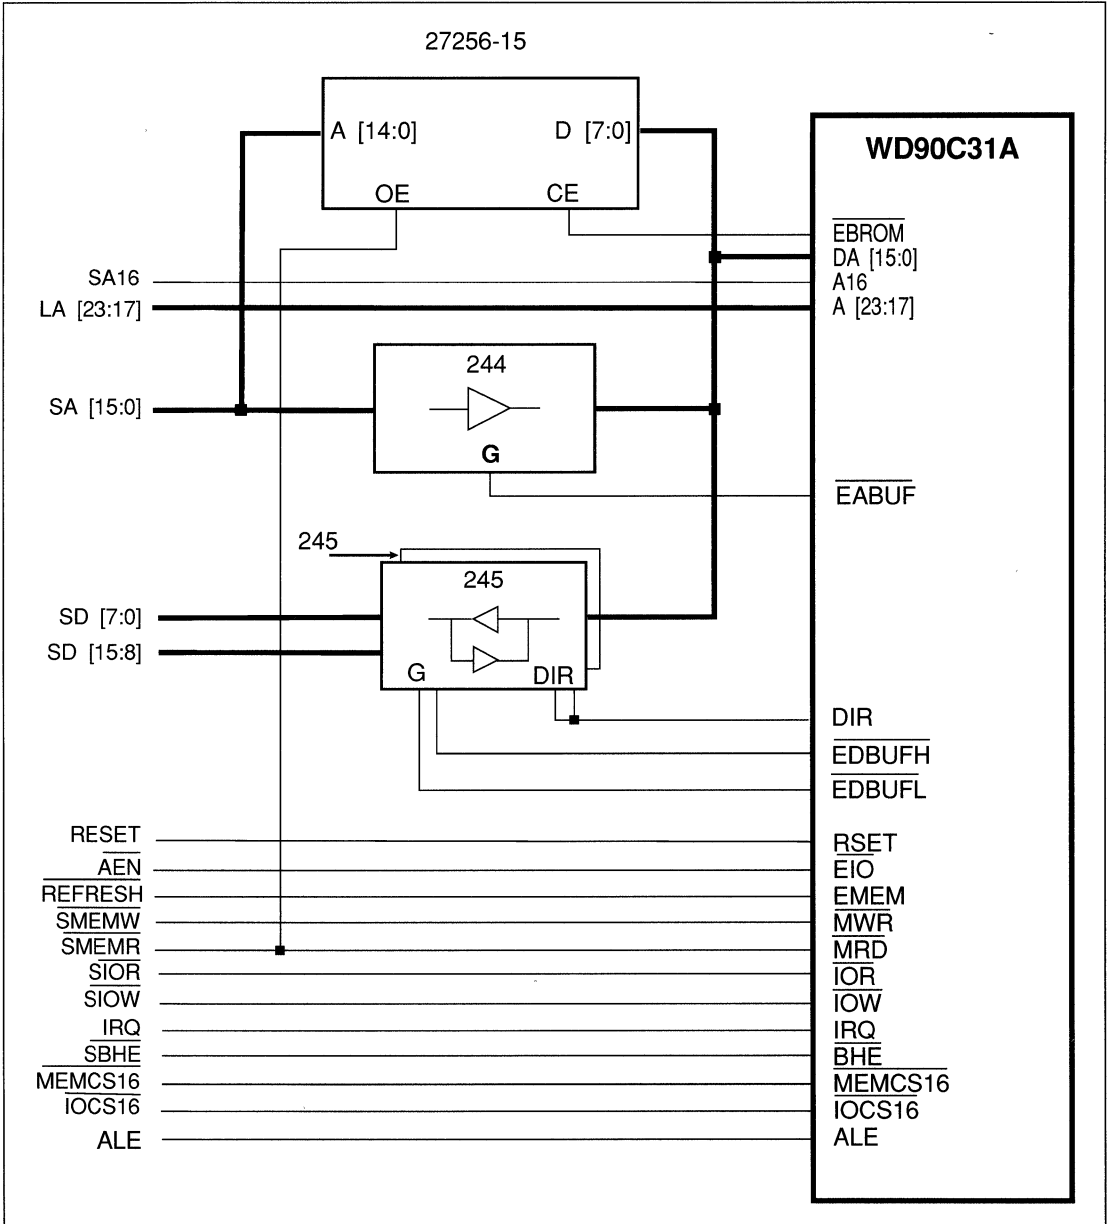 27256-15
A [14:0] D [7:0]
OE CE
WD90C31A
EBROM
DA [15:0]
SA16 A16
LA [23:17] A [23:17]
244
SA [15:0]
G
EABUF
245
245
SD [7:0]
SD [15:8]
G DIR
DIR
EDBUFH
EDBUFL
RESET RSET
AEN EIO
REFRESH EMEM
SMEMW MWR
SMEMR MRD
SIOR IOR
SIOW IOW
IRQ IRQ
SBHE BHE
MEMCS16 MEMCS16
IOCS16 IOCS16
ALE ALE